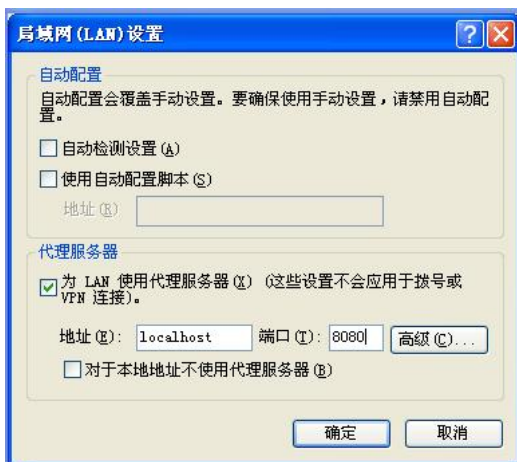 局域网(LAN)设置
自动配置
自动配置会覆盖手动设置。要确保使用手动设置，请禁用自动配
置。
自动检测设置(A)
使用自动配置脚本(S)
地址(R)
代理服务器
为 LAN 使用代理服务器(X) (这些设置不会应用于拨号或
VPN 连接)。
地址(E): localhost 端口(T): 8080 高级(C)...
对于本地地址不使用代理服务器(B)
确定 取消